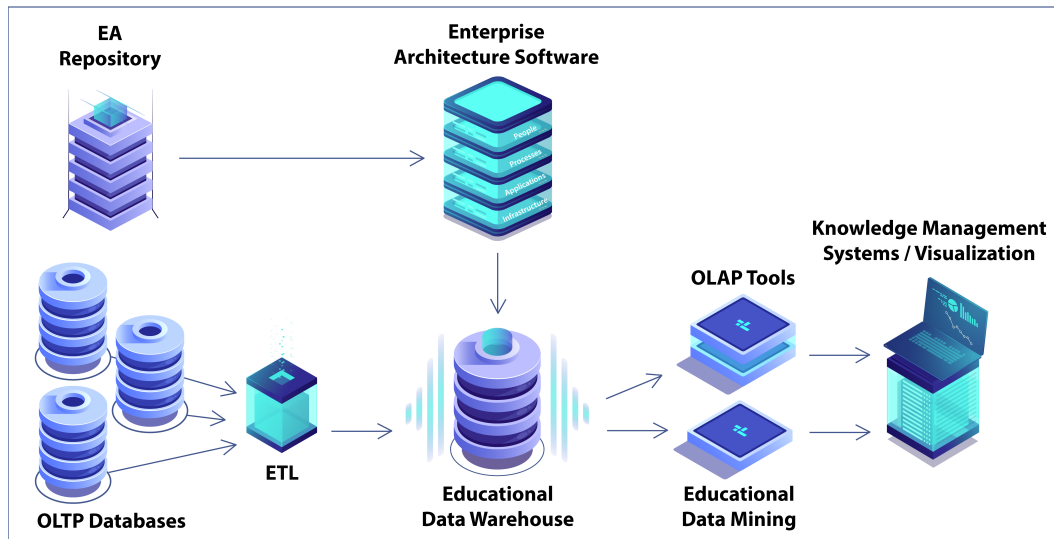 EA
Repository
Enterprise
Architecture Software
People
Processes
Applications
Infrastructure
Knowledge Management
Systems / Visualization
OLAP Tools
ETL
OLTP Databases
Educational
Data Warehouse
Educational
Data Mining